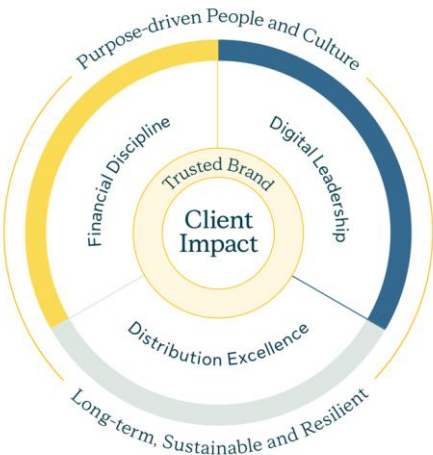 Purpose-driven People and Culture
Financial Discipline
Digital Leadership
Trusted Brand
Client
Impact
Distribution Excellence
Long-term, Sustainable and Resilient